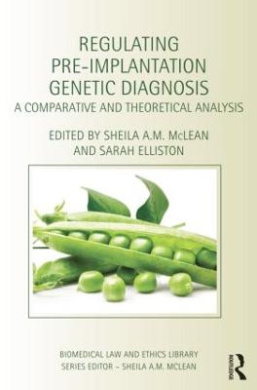 REGULATING
PRE-IMPLANTATION
GENETIC DIAGNOSIS
A COMPARATIVE AND THEORETICAL ANALYSIS
EDITED BY SHEILA A.M. McLEAN
AND SARAH ELLISTON
BIOMEDICAL LAW AND ETHICS LIBRARY
SERIES EDITOR – SHEILA A.M. MCLEAN
ROUTLEDGE